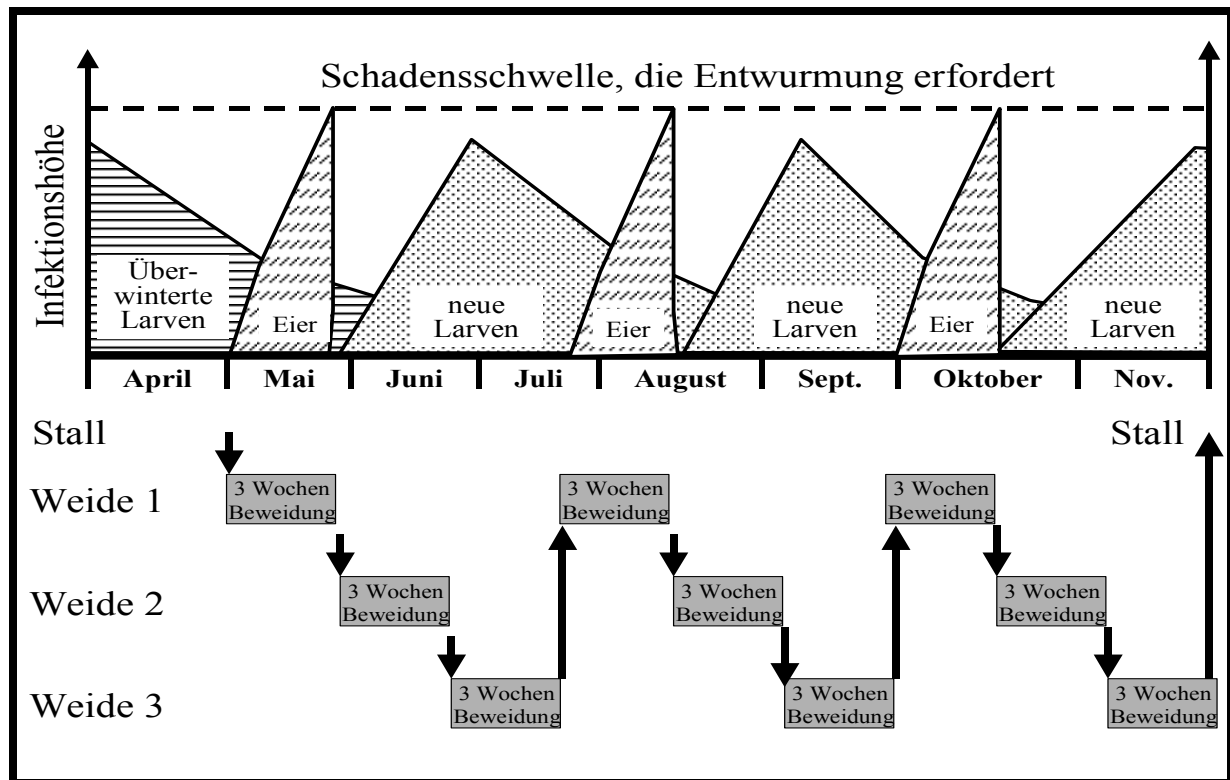 Schadensschwelle, die Entwurmung erfordert
Infektionshöhe
Über-
winterte
Larven
Eier
neue
Larven
Eier
neue
Larven
Eier
neue
Larven
April Mai Juni Juli August Sept. Oktober Nov.
Stall Stall
Weide 1
3 Wochen
Beweidung
3 Wochen
Beweidung
3 Wochen
Beweidung
Weide 2
3 Wochen
Beweidung
3 Wochen
Beweidung
3 Wochen
Beweidung
Weide 3
3 Wochen
Beweidung
3 Wochen
Beweidung
3 Wochen
Beweidung